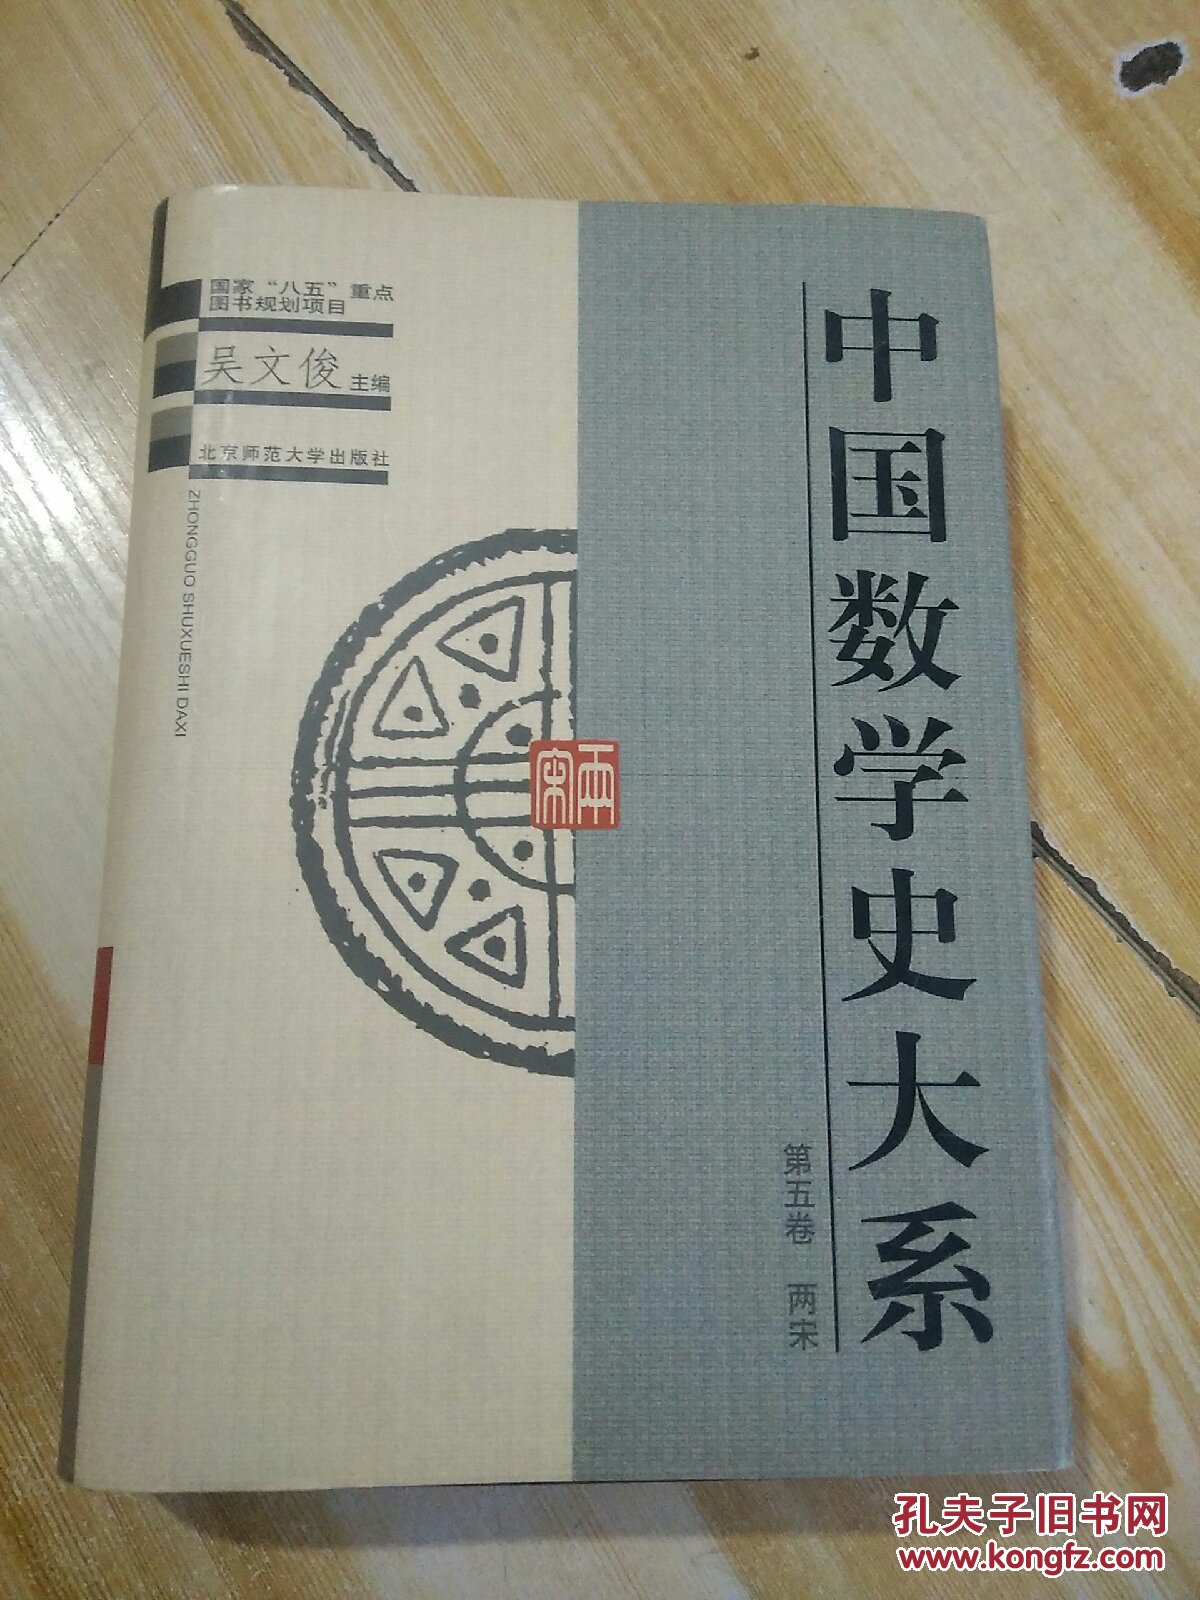 国家“八五”重点
图书规划项目
吴文俊 主编
北京师范大学出版社
ZHONGGUO SHUXUESHI DAXI
中国数学史大系
第五卷 两宋
两宋
孔夫子旧书网
www.kongfz.com